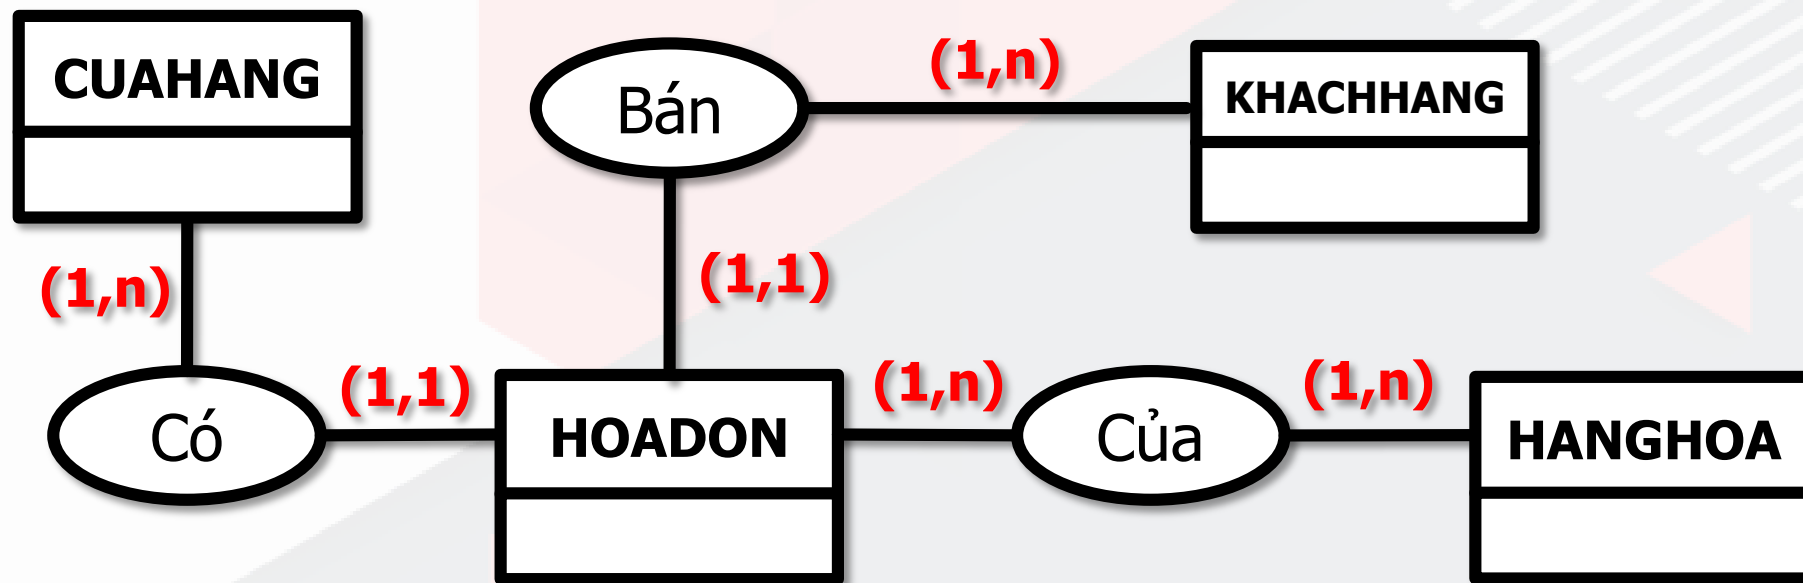 CUAHANG
Bán
(1,n)
KHACHHANG
(1,n)
(1,1)
Có
(1,1)
HOADON
(1,n)
Của
(1,n)
HANGHOA